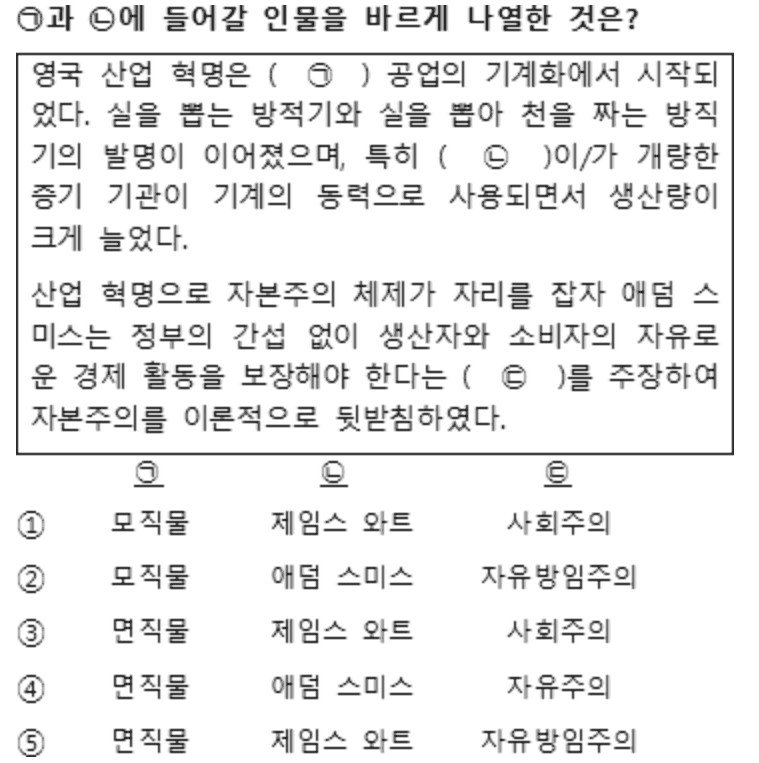 ㉠과 ㉡에 들어갈 인물을 바르게 나열한 것은?
영국 산업 혁명은 ( ㉠ ) 공업의 기계화에서 시작되
었다. 실을 뽑는 방적기와 실을 뽑아 천을 짜는 방직
기의 발명이 이어졌으며, 특히 ( ㉡ )이/가 개량한
증기 기관이 기계의 동력으로 사용되면서 생산량이
크게 늘었다.
산업 혁명으로 자본주의 체제가 자리를 잡자 애덤 스
미스는 정부의 간섭 없이 생산자와 소비자의 자유로
운 경제 활동을 보장해야 한다는 ( ㉢ )를 주장하여
자본주의를 이론적으로 뒷받침하였다.
㉠ ㉡ ㉢
① 모직물 제임스 와트 사회주의
② 모직물 애덤 스미스 자유방임주의
③ 면직물 제임스 와트 사회주의
④ 면직물 애덤 스미스 자유주의
⑤ 면직물 제임스 와트 자유방임주의